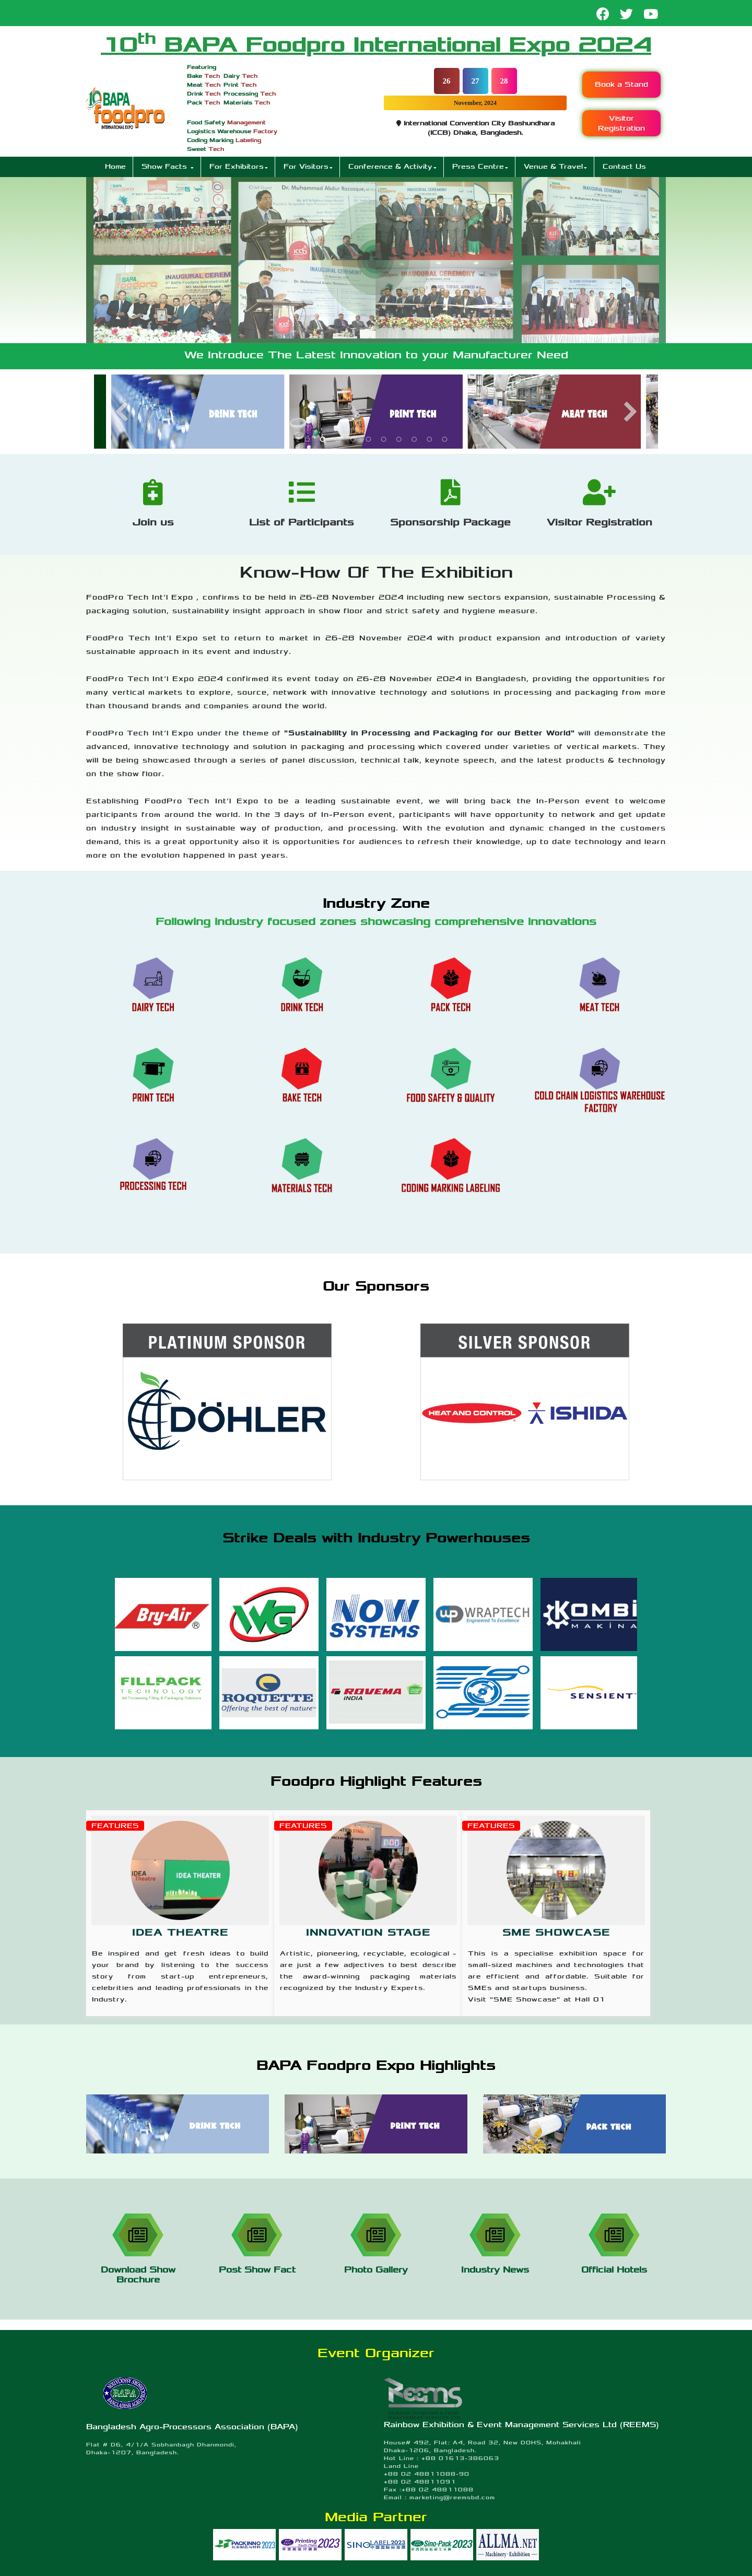 10th BAPA Foodpro International Expo 2024
BAPA
foodpro
INTERNATIONAL EXPO
Featuring
Bake Tech Dairy Tech
Meat Tech Print Tech
Drink Tech Processing Tech
Pack Tech Materials Tech
Food Safety Management
Logistics Warehouse Factory
Coding Marking Labeling
Sweet Tech
26 27 28
November, 2024
International Convention City Bashundhara
(ICCB) Dhaka, Bangladesh.
Book a Stand
Visitor
Registration
Home Show Facts For Exhibitors For Visitors Conference & Activity Press Centre Venue & Travel Contact Us
We Introduce The Latest Innovation to your Manufacturer Need
DRINK TECH
PRINT TECH
MEAT TECH
Join us
List of Participants
Sponsorship Package
Visitor Registration
Know-How Of The Exhibition
FoodPro Tech Int'l Expo , confirms to be held in 26-28 November 2024 including new sectors expansion, sustainable Processing &
packaging solution, sustainability insight approach in show floor and strict safety and hygiene measure.
FoodPro Tech Int'l Expo set to return to market in 26-28 November 2024 with product expansion and introduction of variety
sustainable approach in its event and industry.
FoodPro Tech Int'l Expo 2024 confirmed its event today on 26-28 November 2024 in Bangladesh, providing the opportunities for
many vertical markets to explore, source, network with innovative technology and solutions in processing and packaging from more
than thousand brands and companies around the world.
FoodPro Tech Int'l Expo under the theme of "Sustainability in Processing and Packaging for our Better World" will demonstrate the
advanced, innovative technology and solution in packaging and processing which covered under varieties of vertical markets. They
will be being showcased through a series of panel discussion, technical talk, keynote speech, and the latest products & technology
on the show floor.
Establishing FoodPro Tech Int'l Expo to be a leading sustainable event, we will bring back the In-Person event to welcome
participants from around the world. In the 3 days of In-Person event, participants will have opportunity to network and get update
on industry insight in sustainable way of production, and processing. With the evolution and dynamic changed in the customers
demand, this is a great opportunity also it is opportunities for audiences to refresh their knowledge, up to date technology and learn
more on the evolution happened in past years.
Industry Zone
Following industry focused zones showcasing comprehensive innovations
DAIRY TECH
DRINK TECH
PACK TECH
MEAT TECH
PRINT TECH
BAKE TECH
FOOD SAFETY & QUALITY
COLD CHAIN LOGISTICS WAREHOUSE
FACTORY
PROCESSING TECH
MATERIALS TECH
CODING MARKING LABELING
Our Sponsors
PLATINUM SPONSOR
DÖHLER
SILVER SPONSOR
HEAT AND CONTROL
ISHIDA
Strike Deals with Industry Powerhouses
Bry-Air
WG
NOW
SYSTEMS
WRAPTECH
Engineered To Excellence
KOMBİ
MAKİNA
FILLPACK
TECHNOLOGY
ROQUETTE
Offering the best of nature
ROVEMA
INDIA
SENSIENT
Foodpro Highlight Features
FEATURES
IDEA THEATER
IDEA THEATRE
Be inspired and get fresh ideas to build
your brand by listening to the success
story from start-up entrepreneurs,
celebrities and leading professionals in the
Industry.
FEATURES
INNOVATION STAGE
Artistic, pioneering, recyclable, ecological -
are just a few adjectives to best describe
the award-winning packaging materials
recognized by the Industry Experts.
FEATURES
SME SHOWCASE
This is a specialise exhibition space for
small-sized machines and technologies that
are efficient and affordable. Suitable for
SMEs and startups business.
Visit "SME Showcase" at Hall 01
BAPA Foodpro Expo Highlights
DRINK TECH
PRINT TECH
PACK TECH
Download Show
Brochure
Post Show Fact
Photo Gallery
Industry News
Official Hotels
Event Organizer
BAPA
Bangladesh Agro-Processors Association (BAPA)
Flat # D6, 4/1/A Sobhanbagh Dhanmondi,
Dhaka-1207, Bangladesh.
Reems
Rainbow Exhibition & Event Management Services Ltd (REEMS)
House# 492, Flat: A4, Road 32, New DOHS, Mohakhali
Dhaka-1206, Bangladesh.
Hot Line : +88 01613-386063
Land Line
+88 02 48811088-90
+88 02 48811091
Fax :+88 02 48811088
Email : marketing@reemsbd.com
Media Partner
PACKINNO 2023
Printing 2023
SINO LABEL 2023
Sino-Pack 2023
ALLMA.NET
Machinery · Exhibition